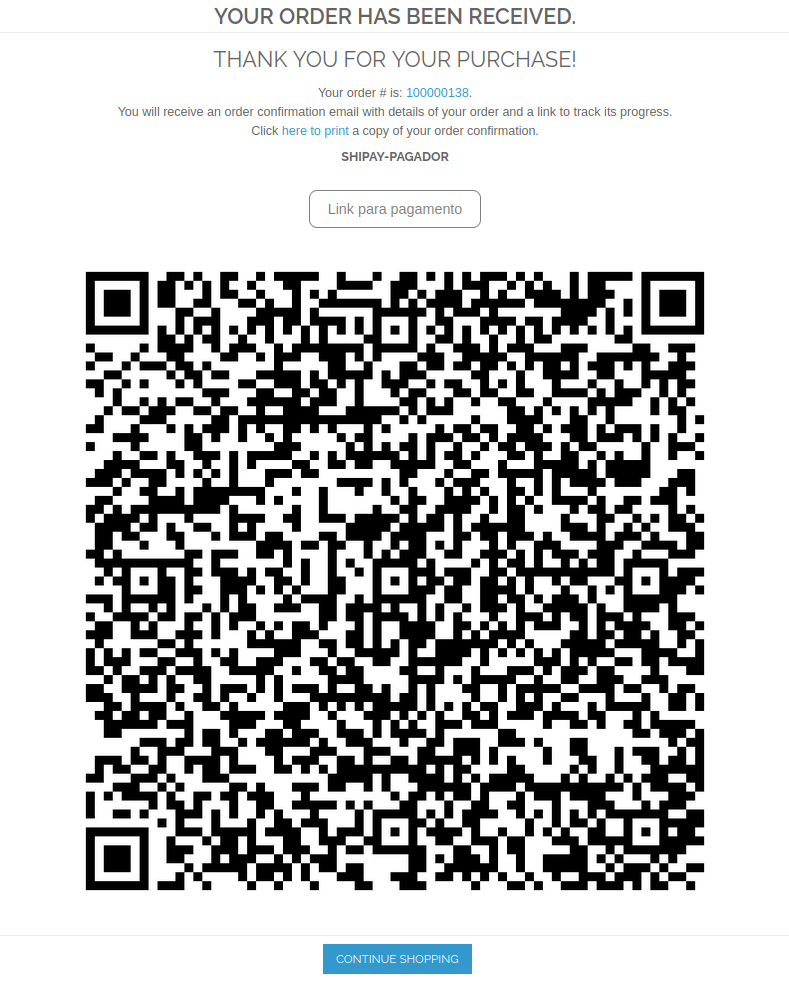 YOUR ORDER HAS BEEN RECEIVED.
THANK YOU FOR YOUR PURCHASE!
Your order # is: 100000138.
You will receive an order confirmation email with details of your order and a link to track its progress.
Click here to print a copy of your order confirmation.
SHIPAY-PAGADOR
Link para pagamento
CONTINUE SHOPPING